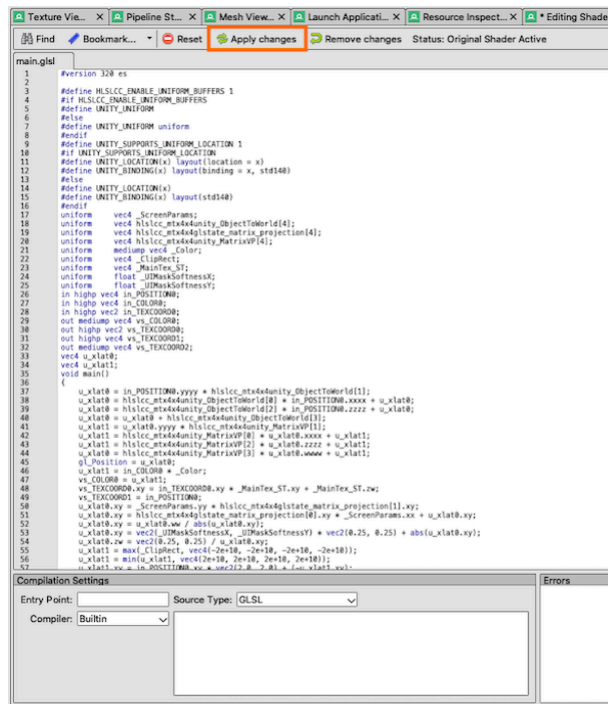 Texture Vie... X Pipeline St... X Mesh View... X Launch Applicati... X Resource Inspect... X * Editing Shade
Find Bookmark... Reset Apply changes Remove changes Status: Original Shader Active
main.glsl
1 #version 320 es
2
3 #define HLSLCC_ENABLE_UNIFORM_BUFFERS 1
4 #if HLSLCC_ENABLE_UNIFORM_BUFFERS
5 #define UNITY_UNIFORM
6 #else
7 #define UNITY_UNIFORM uniform
8 #endif
9 #define UNITY_SUPPORTS_UNIFORM_LOCATION 1
10 #if UNITY_SUPPORTS_UNIFORM_LOCATION
11 #define UNITY_LOCATION(x) layout(location = x)
12 #define UNITY_BINDING(x) layout(binding = x, std140)
13 #else
14 #define UNITY_LOCATION(x)
15 #define UNITY_BINDING(x) layout(std140)
16 #endif
17 uniform vec4 _ScreenParams;
18 uniform vec4 hlslcc_mtx4x4unity_ObjectToWorld[4];
19 uniform vec4 hlslcc_mtx4x4glstate_matrix_projection[4];
20 uniform vec4 hlslcc_mtx4x4unity_MatrixVP[4];
21 uniform mediump vec4 _Color;
22 uniform vec4 _ClipRect;
23 uniform vec4 _MainTex_ST;
24 uniform float _UIMaskSoftnessX;
25 uniform float _UIMaskSoftnessY;
26 in highp vec4 in_POSITION0;
27 in highp vec4 in_COLOR0;
28 in highp vec2 in_TEXCOORD0;
29 out mediump vec4 vs_COLOR0;
30 out highp vec2 vs_TEXCOORD0;
31 out highp vec4 vs_TEXCOORD1;
32 out mediump vec4 vs_TEXCOORD2;
33 vec4 u_xlat0;
34 vec4 u_xlat1;
35 void main()
36 {
37 u_xlat0 = in_POSITION0.yyyy * hlslcc_mtx4x4unity_ObjectToWorld[1];
38 u_xlat0 = hlslcc_mtx4x4unity_ObjectToWorld[0] * in_POSITION0.xxxx + u_xlat0;
39 u_xlat0 = hlslcc_mtx4x4unity_ObjectToWorld[2] * in_POSITION0.zzzz + u_xlat0;
40 u_xlat0 = u_xlat0 + hlslcc_mtx4x4unity_ObjectToWorld[3];
41 u_xlat1 = u_xlat0.yyyy * hlslcc_mtx4x4unity_MatrixVP[1];
42 u_xlat1 = hlslcc_mtx4x4unity_MatrixVP[0] * u_xlat0.xxxx + u_xlat1;
43 u_xlat1 = hlslcc_mtx4x4unity_MatrixVP[2] * u_xlat0.zzzz + u_xlat1;
44 u_xlat0 = hlslcc_mtx4x4unity_MatrixVP[3] * u_xlat0.wwww + u_xlat1;
45 gl_Position = u_xlat0;
46 u_xlat1 = in_COLOR0 * _Color;
47 vs_COLOR0 = u_xlat1;
48 vs_TEXCOORD0.xy = in_TEXCOORD0.xy * _MainTex_ST.xy + _MainTex_ST.zw;
49 vs_TEXCOORD1 = in_POSITION0;
50 u_xlat0.xy = _ScreenParams.yy * hlslcc_mtx4x4glstate_matrix_projection[1].xy;
51 u_xlat0.xy = hlslcc_mtx4x4glstate_matrix_projection[0].xy * _ScreenParams.xx + u_xlat0.xy;
52 u_xlat0.xy = u_xlat0.ww / abs(u_xlat0.xy);
53 u_xlat0.xy = vec2(_UIMaskSoftnessX, _UIMaskSoftnessY) * vec2(0.25, 0.25) + abs(u_xlat0.xy);
54 u_xlat0.zw = vec2(0.25, 0.25) / u_xlat0.xy;
55 u_xlat1 = max(_ClipRect, vec4(-2e+10, -2e+10, -2e+10, -2e+10));
56 u_xlat1 = min(u_xlat1, vec4(2e+10, 2e+10, 2e+10, 2e+10));
57 u_xlat1.xy = in_POSITION0.xy * vec2(2.0, 2.0) + (-u_xlat1.xy);
Compilation Settings Errors
Entry Point: Source Type: GLSL
Compiler: Builtin